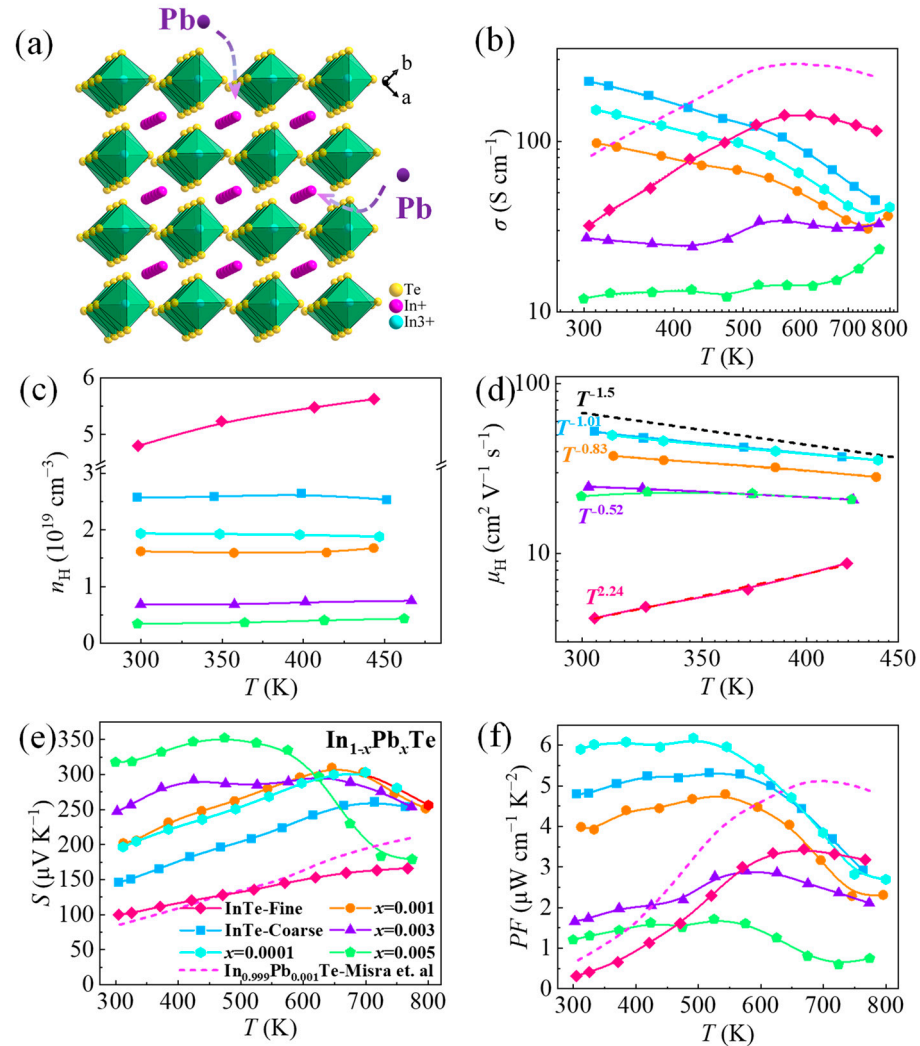 (a)
Pb
b
a
Pb
Te
In+
In3+
(b)
σ (S cm⁻¹)
100
10
300 400 500 600 700 800
T (K)
(c)
n_H (10¹⁹ cm⁻³)
6
5
3
2
1
0
300 350 400 450
T (K)
(d)
μ_H (cm² V⁻¹ s⁻¹)
100
10
T⁻¹·⁵
T⁻¹·⁰¹
T⁻⁰·⁸³
T⁻⁰·⁵²
T²·²⁴
300 350 400 450
T (K)
(e)
S (μV K⁻¹)
350
300
250
200
150
100
50
0
In₁₋ₓPbₓTe
InTe-Fine x=0.001
InTe-Coarse x=0.003
x=0.0001 x=0.005
In₀.₉₉₉Pb₀.₀₀₁Te-Misra et. al
300 400 500 600 700 800
T (K)
(f)
PF (μW cm⁻¹ K⁻²)
7
6
5
4
3
2
1
0
300 400 500 600 700 800
T (K)